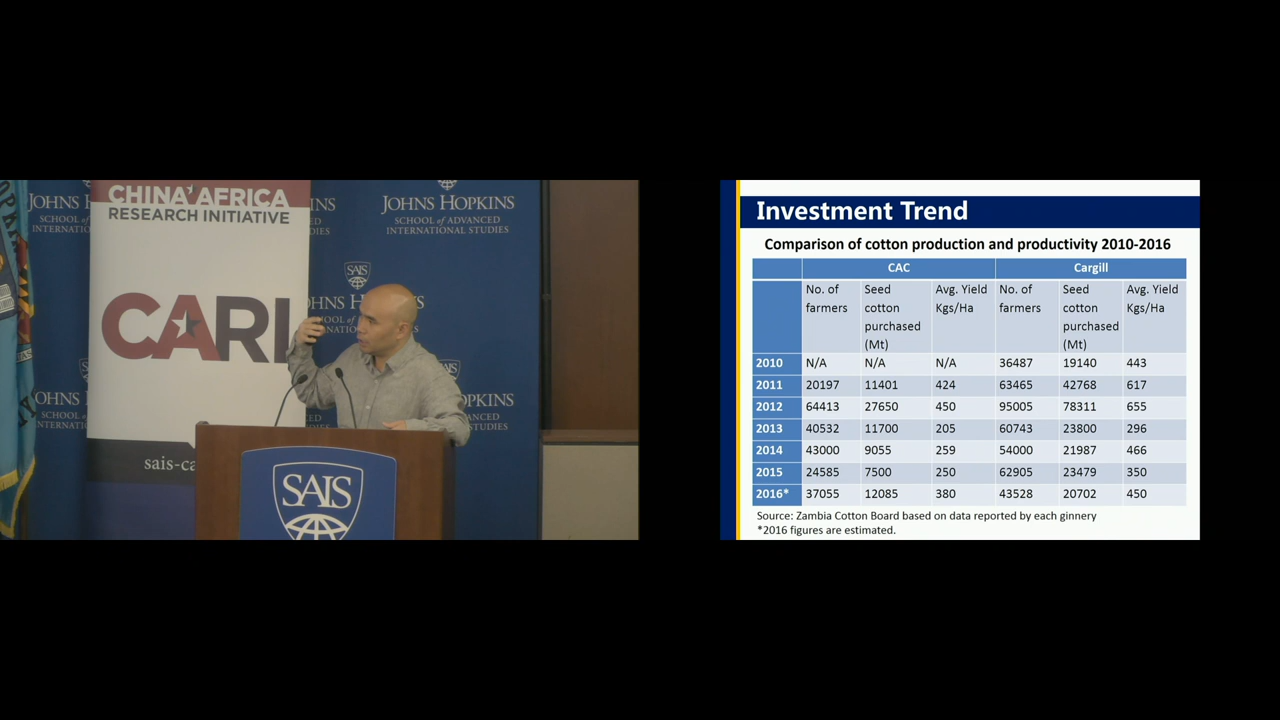 CHINA AFRICA
RESEARCH INITIATIVE
CARI
sais-ca
JOHNS HOPKINS
SCHOOL of ADVANCED
INTERNATIONAL STUDIES
SAIS
SAIS
Investment Trend
Comparison of cotton production and productivity 2010-2016
CAC Cargill
No. of farmers Seed cotton purchased (Mt) Avg. Yield Kgs/Ha No. of farmers Seed cotton purchased (Mt) Avg. Yield Kgs/Ha
2010 N/A N/A N/A 36487 19140 443
2011 20197 11401 424 63465 42768 617
2012 64413 27650 450 95005 78311 655
2013 40532 11700 205 60743 23800 296
2014 43000 9055 259 54000 21987 466
2015 24585 7500 250 62905 23479 350
2016* 37055 12085 380 43528 20702 450
Source: Zambia Cotton Board based on data reported by each ginnery
*2016 figures are estimated.